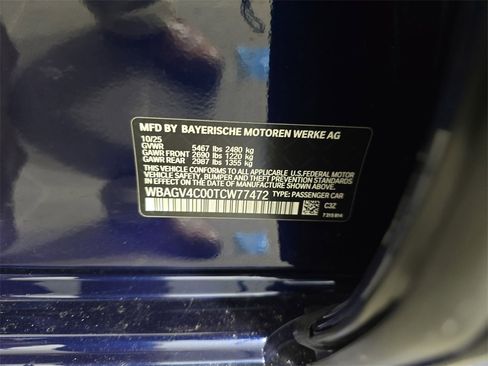 MFD BY BAYERISCHE MOTOREN WERKE AG
10/25
GVWR 5467 lbs 2480 kg
GAWR FRONT 2690 lbs 1220 kg
GAWR REAR 2987 lbs 1355 kg
THIS VEHICLE CONFORMS TO ALL APPLICABLE U.S.FEDERAL MOTOR
VEHICLE SAFETY, BUMPER AND THEFT PREVENTION STANDARDS IN
EFFECT ON THE DATE OF MANUFACTURE SHOWN ABOVE.
WBAGV4C00TCW77472 TYPE: PASSENGER CAR
C3Z